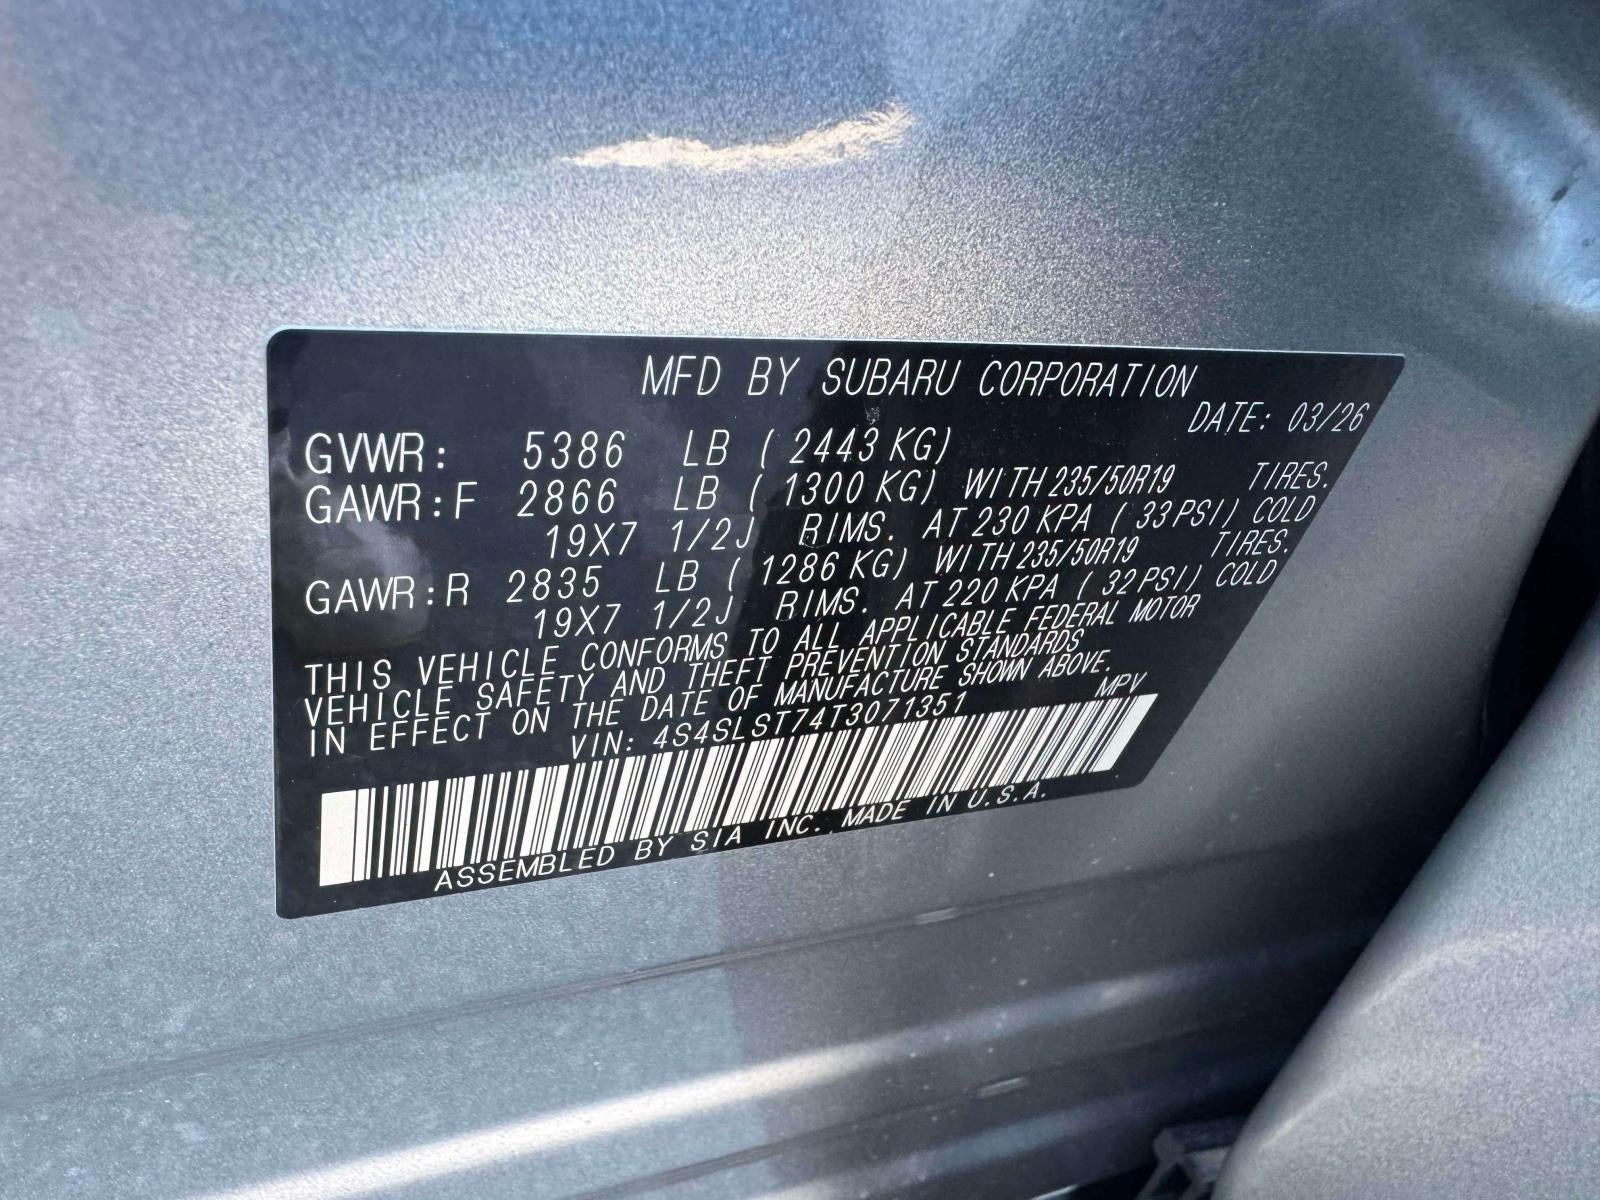 MFD BY SUBARU CORPORATION
DATE: 03/26
GVWR: 5386 LB (2443 KG)
GAWR:F 2866 LB (1300 KG) WITH 235/50R19 TIRES.
19X7 1/2J RIMS. AT 230 KPA (33 PSI) COLD
GAWR:R 2835 LB (1286 KG) WITH 235/50R19 TIRES.
19X7 1/2J RIMS. AT 220 KPA (32 PSI) COLD
THIS VEHICLE CONFORMS TO ALL APPLICABLE FEDERAL MOTOR
VEHICLE SAFETY AND THEFT PREVENTION STANDARDS
IN EFFECT ON THE DATE OF MANUFACTURE SHOWN ABOVE.
VIN: 4S4SLST74T3071351 MPV
ASSEMBLED BY SIA INC. MADE IN U.S.A.